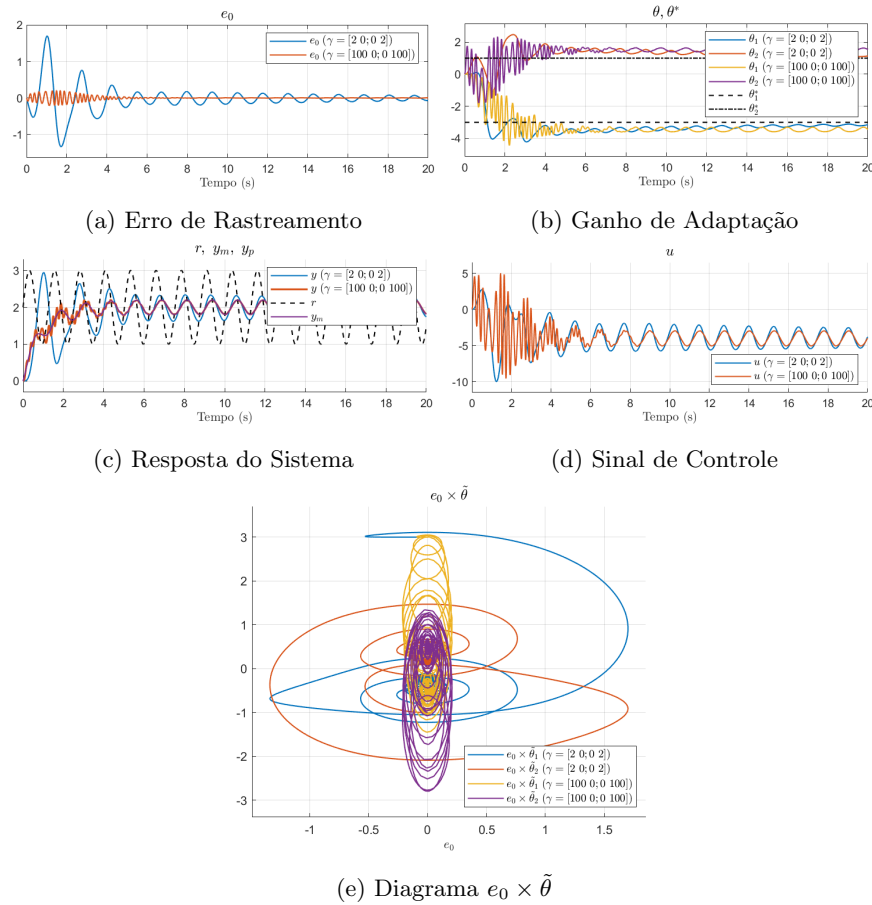 e₀
2
1
0
-1
e₀ (γ = [2 0; 0 2])
e₀ (γ = [100 0; 0 100])
0 2 4 6 8 10 12 14 16 18 20
Tempo (s)
(a) Erro de Rastreamento
θ, θ*
2
0
-2
-4
θ₁ (γ = [2 0; 0 2])
θ₂ (γ = [2 0; 0 2])
θ₁ (γ = [100 0; 0 100])
θ₂ (γ = [100 0; 0 100])
θ₁*
θ₂*
0 2 4 6 8 10 12 14 16 18 20
Tempo (s)
(b) Ganho de Adaptação
r, yₘ, yₚ
3
2
1
0
y (γ = [2 0; 0 2])
y (γ = [100 0; 0 100])
r
yₘ
0 2 4 6 8 10 12 14 16 18 20
Tempo (s)
(c) Resposta do Sistema
u
5
0
-5
-10
u (γ = [2 0; 0 2])
u (γ = [100 0; 0 100])
0 2 4 6 8 10 12 14 16 18 20
Tempo (s)
(d) Sinal de Controle
e₀ × θ̃
3
2
1
0
-1
-2
-3
e₀ × θ̃₁ (γ = [2 0; 0 2])
e₀ × θ̃₂ (γ = [2 0; 0 2])
e₀ × θ̃₁ (γ = [100 0; 0 100])
e₀ × θ̃₂ (γ = [100 0; 0 100])
-1 -0.5 0 0.5 1 1.5
e₀
(e) Diagrama e₀ × θ̃